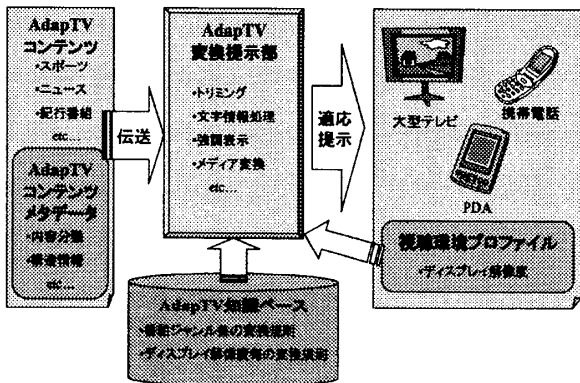 AdapTV
コンテンツ
・スポーツ
・ニュース
・紀行番組
etc...
AdapTV
コンテンツ
メタデータ
・内容分類
・構造情報
etc...
伝送
AdapTV
変換提示部
・トリミング
・文字情報処理
・強調表示
・メディア変換
etc...
適応
提示
大型テレビ
携帯電話
PDA
視聴環境プロファイル
・ディスプレイ解像度
AdapTV知識ベース
・番組ジャンル毎の変換規則
・ディスプレイ解像度毎の変換規則